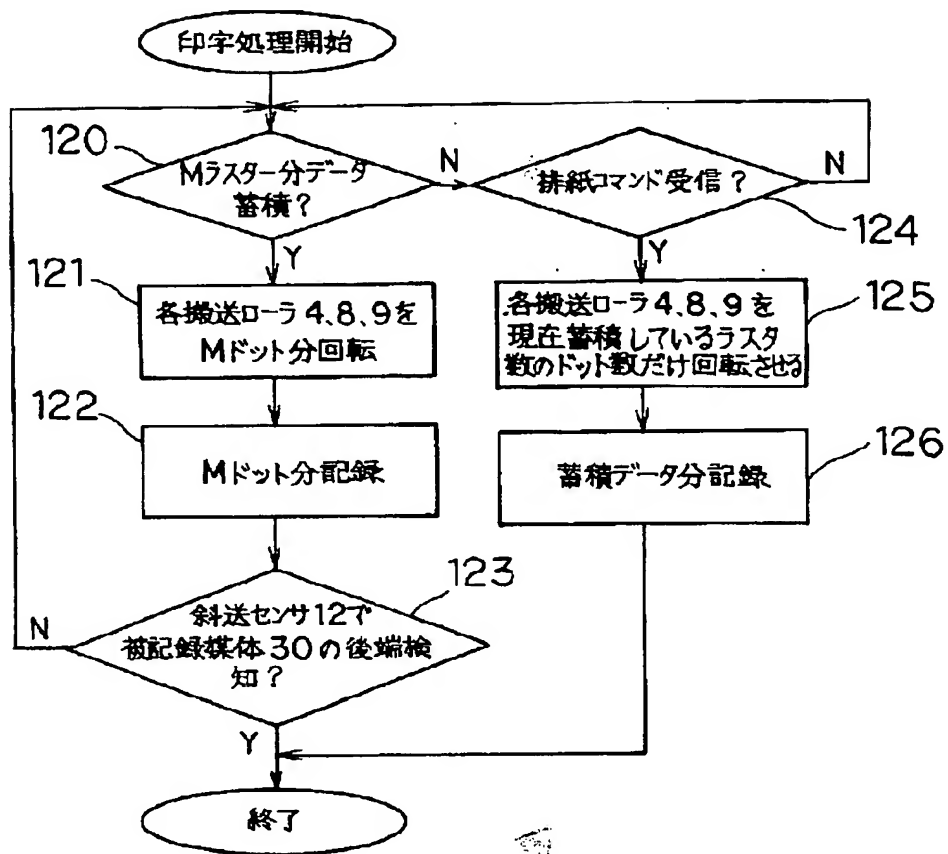 印字処理開始
120
Mラスター分データ
蓄積?
N
排紙コマンド受信?
N
124
Y
Y
121
各搬送ローラ4、8、9を
Mドット分回転
各搬送ローラ4、8、9を
現在蓄積しているラスタ
数のドット数だけ回転させる
125
122
Mドット分記録
蓄積データ分記録
126
123
斜送センサ12で
被記録媒体30の後端検
知?
N
Y
終了